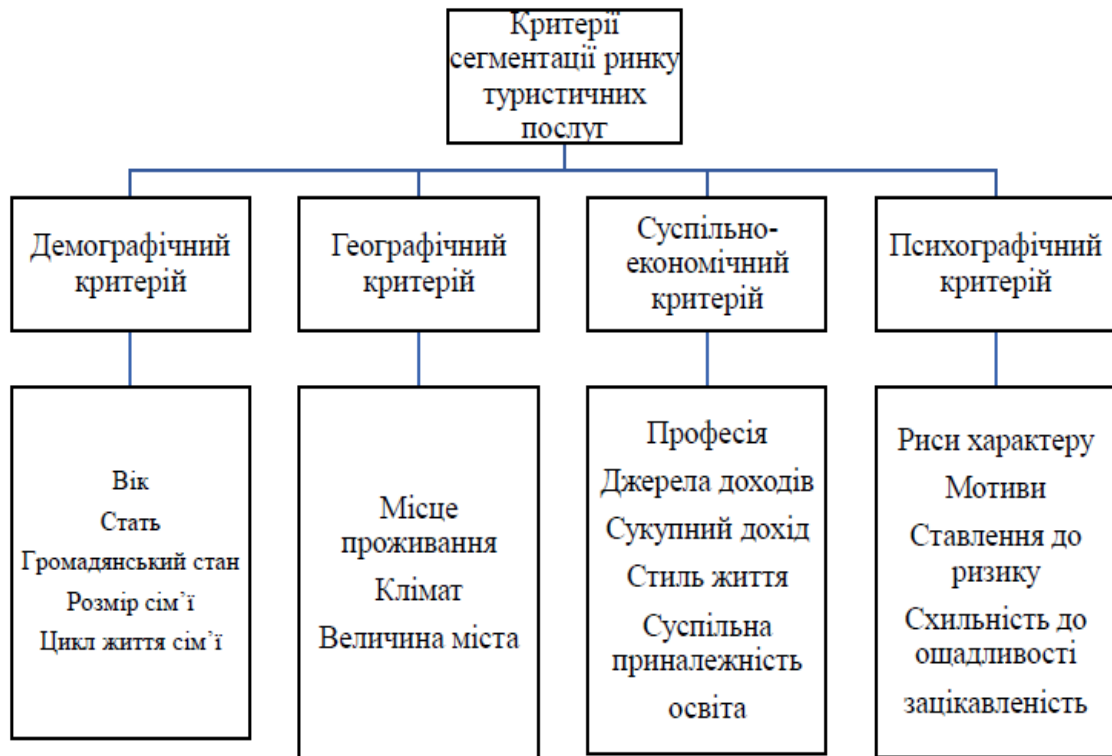 Критерії
сегментації ринку
туристичних
послуг
Демографічний
критерій
Географічний
критерій
Суспільно-
економічний
критерій
Психографічний
критерій
Вік
Стать
Громадянський стан
Розмір сім’ї
Цикл життя сім’ї
Місце
проживання
Клімат
Величина міста
Професія
Джерела доходів
Сукупний дохід
Стиль життя
Суспільна
приналежність
освіта
Риси характеру
Мотиви
Ставлення до
ризику
Схильність до
ощадливості
зацікавленість